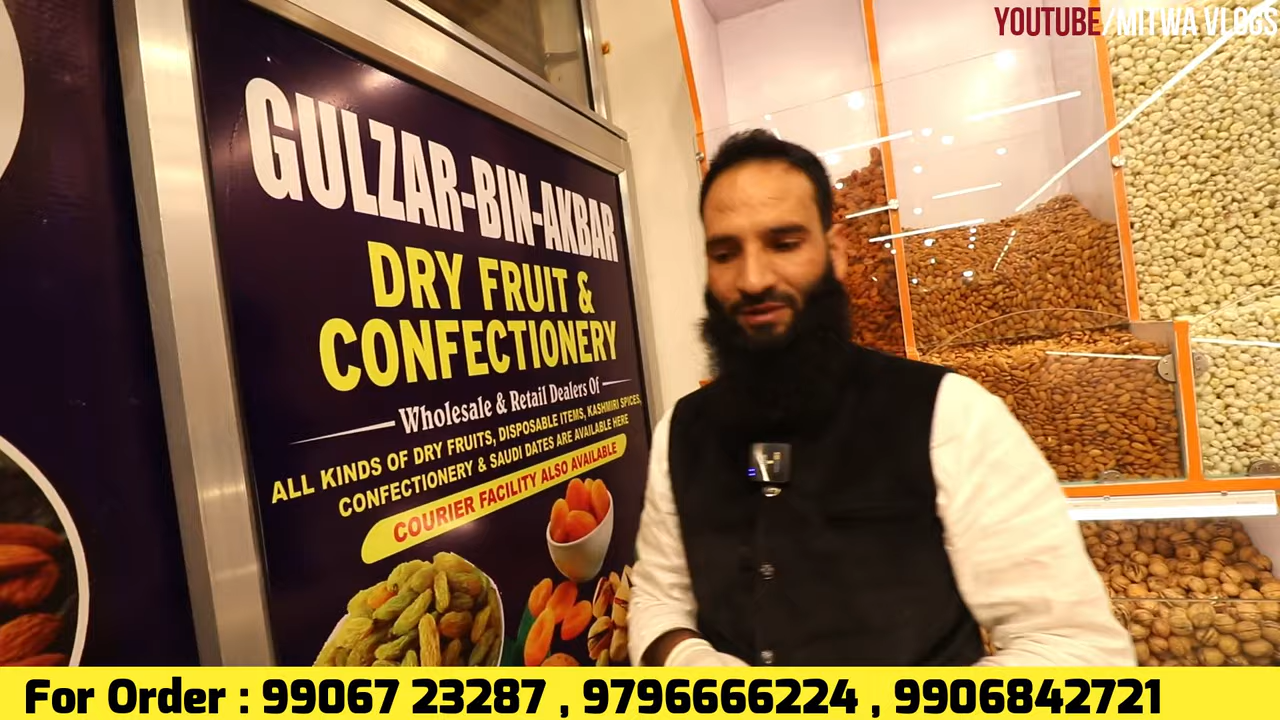 YOUTUBE/MITWA VLOGS
GULZAR-BIN-AKBAR
DRY FRUIT &
CONFECTIONERY
Wholesale & Retail Dealers Of
ALL KINDS OF DRY FRUITS, DISPOSABLE ITEMS, KASHMIRI SPICES,
CONFECTIONERY & SAUDI DATES ARE AVAILABLE HERE
COURIER FACILITY ALSO AVAILABLE
For Order : 99067 23287 , 9796666224 , 9906842721